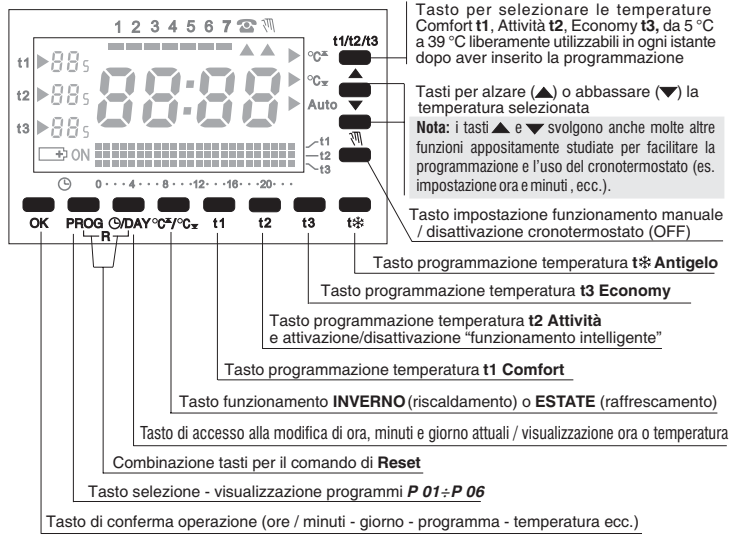 Tasto per selezionare le temperature
Comfort t1, Attività t2, Economy t3, da 5 °C
a 39 °C liberamente utilizzabili in ogni istante
dopo aver inserito la programmazione
1 2 3 4 5 6 7
t1/t2/t3
t1 88 5
°C
t2 88 5
88:88
°C
Auto
t3 88 5
ON
t1
t2
t3
0 · · · 4 · · · 8 · · · 12 · · · 16 · · · 20 · · ·
Tasti per alzare (▲) o abbassare (▼) la
temperatura selezionata
Nota: i tasti ▲ e ▼ svolgono anche molte altre
funzioni appositamente studiate per facilitare la
programmazione e l'uso del cronotermostato (es.
impostazione ora e minuti , ecc.).
OK PROG /DAY °C/°C t1 t2 t3 t❄
R
Tasto impostazione funzionamento manuale
/ disattivazione cronotermostato (OFF)
Tasto programmazione temperatura t❄ Antigelo
Tasto programmazione temperatura t3 Economy
Tasto programmazione temperatura t2 Attività
e attivazione/disattivazione “funzionamento intelligente”
Tasto programmazione temperatura t1 Comfort
Tasto funzionamento INVERNO (riscaldamento) o ESTATE (raffrescamento)
Tasto di accesso alla modifica di ora, minuti e giorno attuali / visualizzazione ora o temperatura
Combinazione tasti per il comando di Reset
Tasto selezione - visualizzazione programmi P 01÷P 06
Tasto di conferma operazione (ore / minuti - giorno - programma - temperatura ecc.)